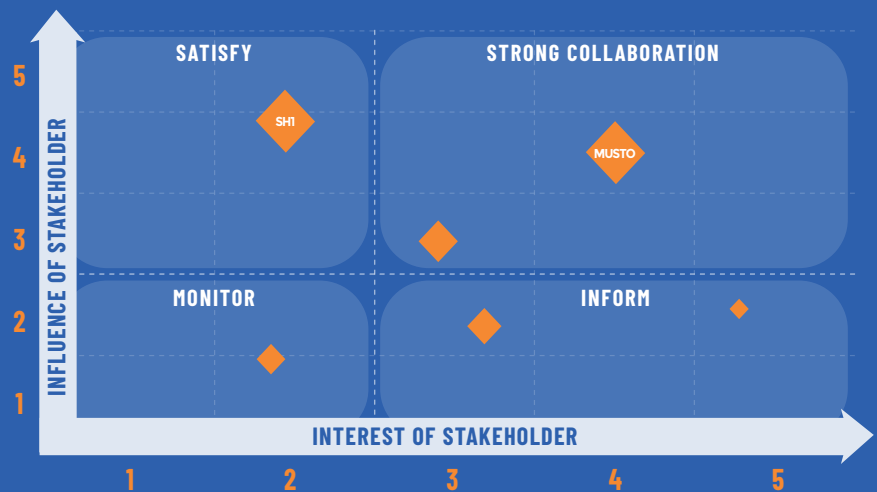 SATISFY
STRONG COLLABORATION
5
SH1
4
MUSTO
INFLUENCE OF STAKEHOLDER
3
MONITOR
INFORM
2
1
INTEREST OF STAKEHOLDER
1
2
3
4
5